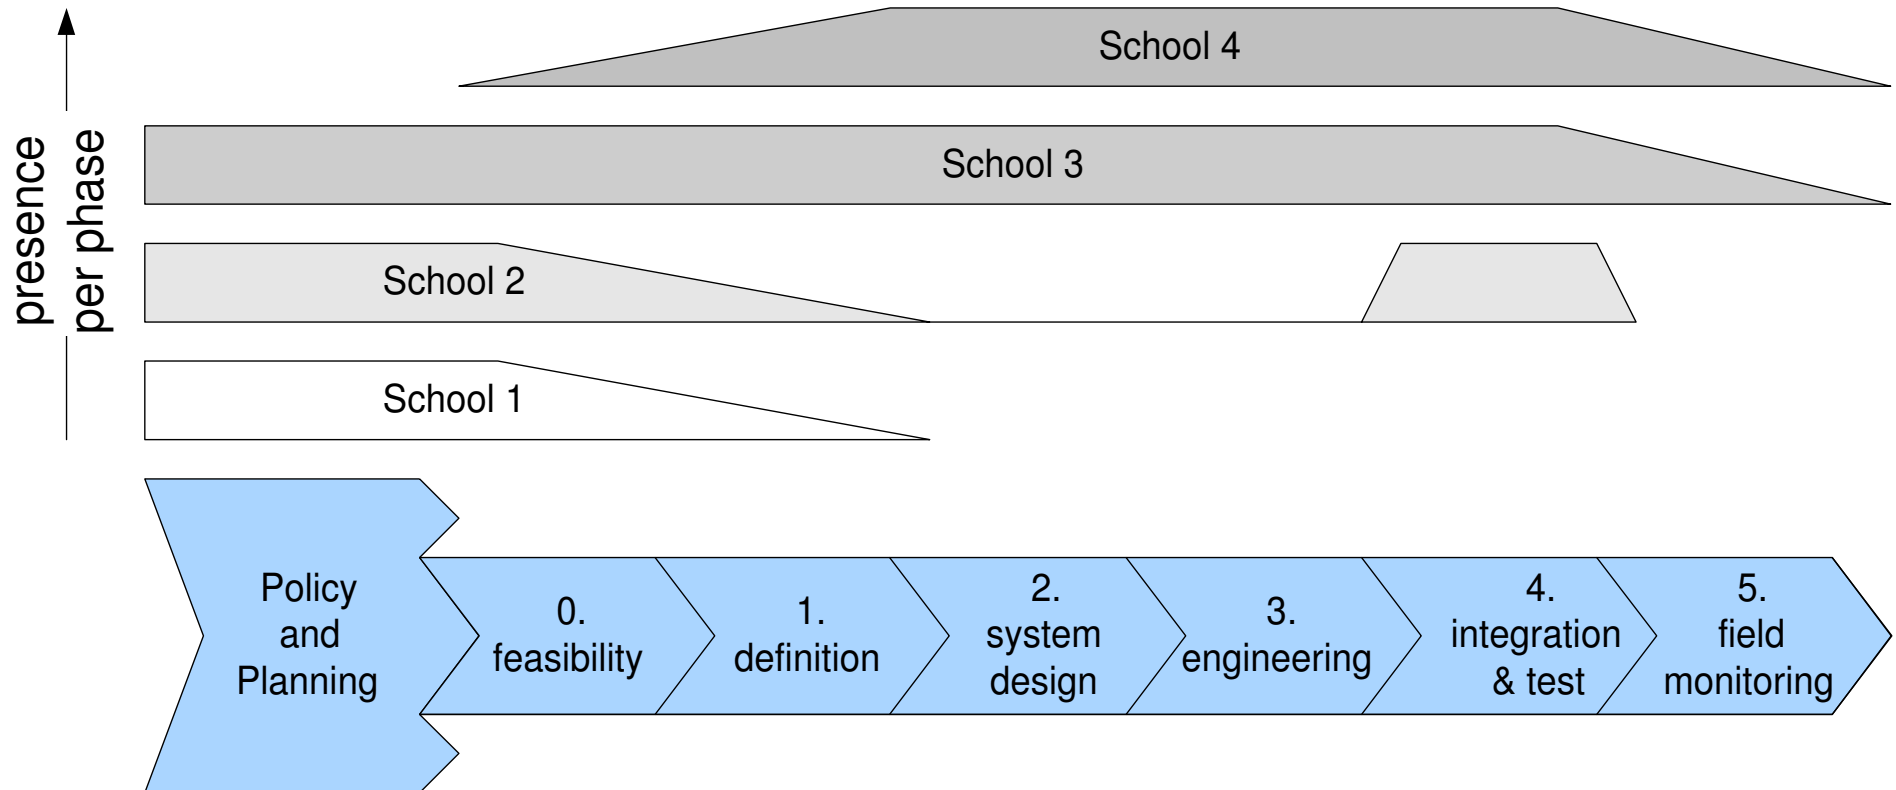 School 4
presence
per phase
School 3
School 2
School 1
Policy
and
Planning
0.
feasibility
1.
definition
2.
system
design
3.
engineering
4.
integration
& test
5.
field
monitoring